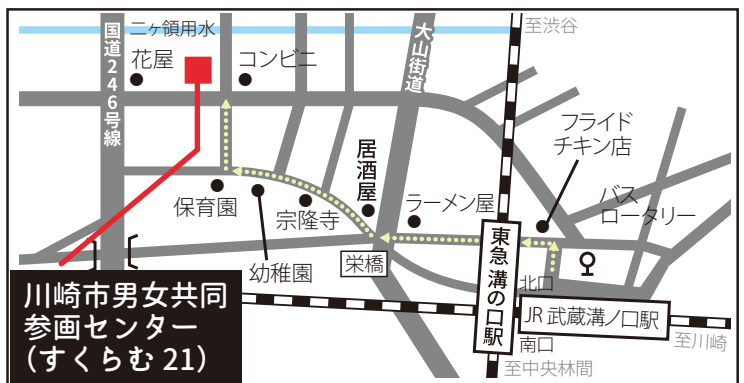 二ヶ領用水
国道246号線
花屋
コンビニ
大山街道
至渋谷
フライド
チキン店
居酒屋
ラーメン屋
バス
ロータリー
保育園
宗隆寺
幼稚園
栄橋
東急 溝の口駅
北口
JR 武蔵溝ノ口駅
南口
至川崎
至中央林間
川崎市男女共同
参画センター
(すくらむ 21)